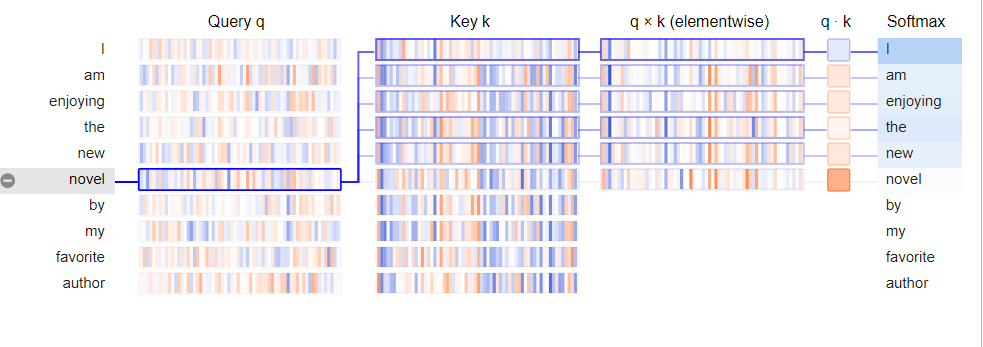 Query q Key k q × k (elementwise) q · k Softmax
I I
am am
enjoying enjoying
the the
new new
novel novel
by by
my my
favorite favorite
author author